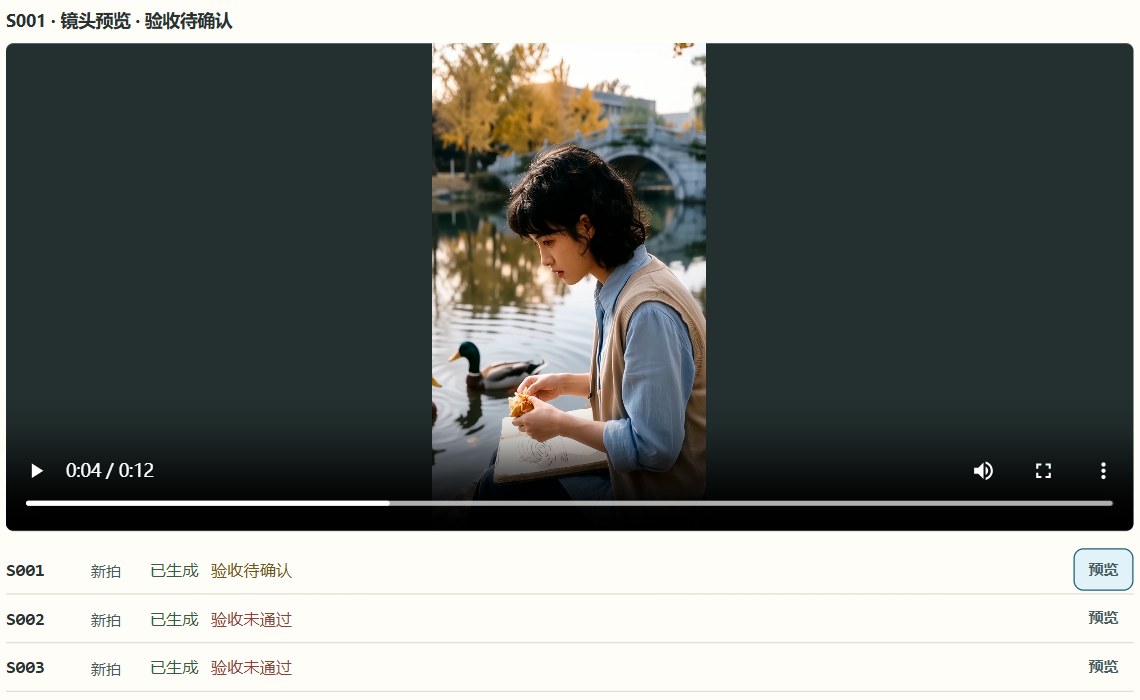 S001 · 镜头预览 · 验收待确认
0:04 / 0:12
S001 新拍 已生成 验收待确认 预览
S002 新拍 已生成 验收未通过 预览
S003 新拍 已生成 验收未通过 预览